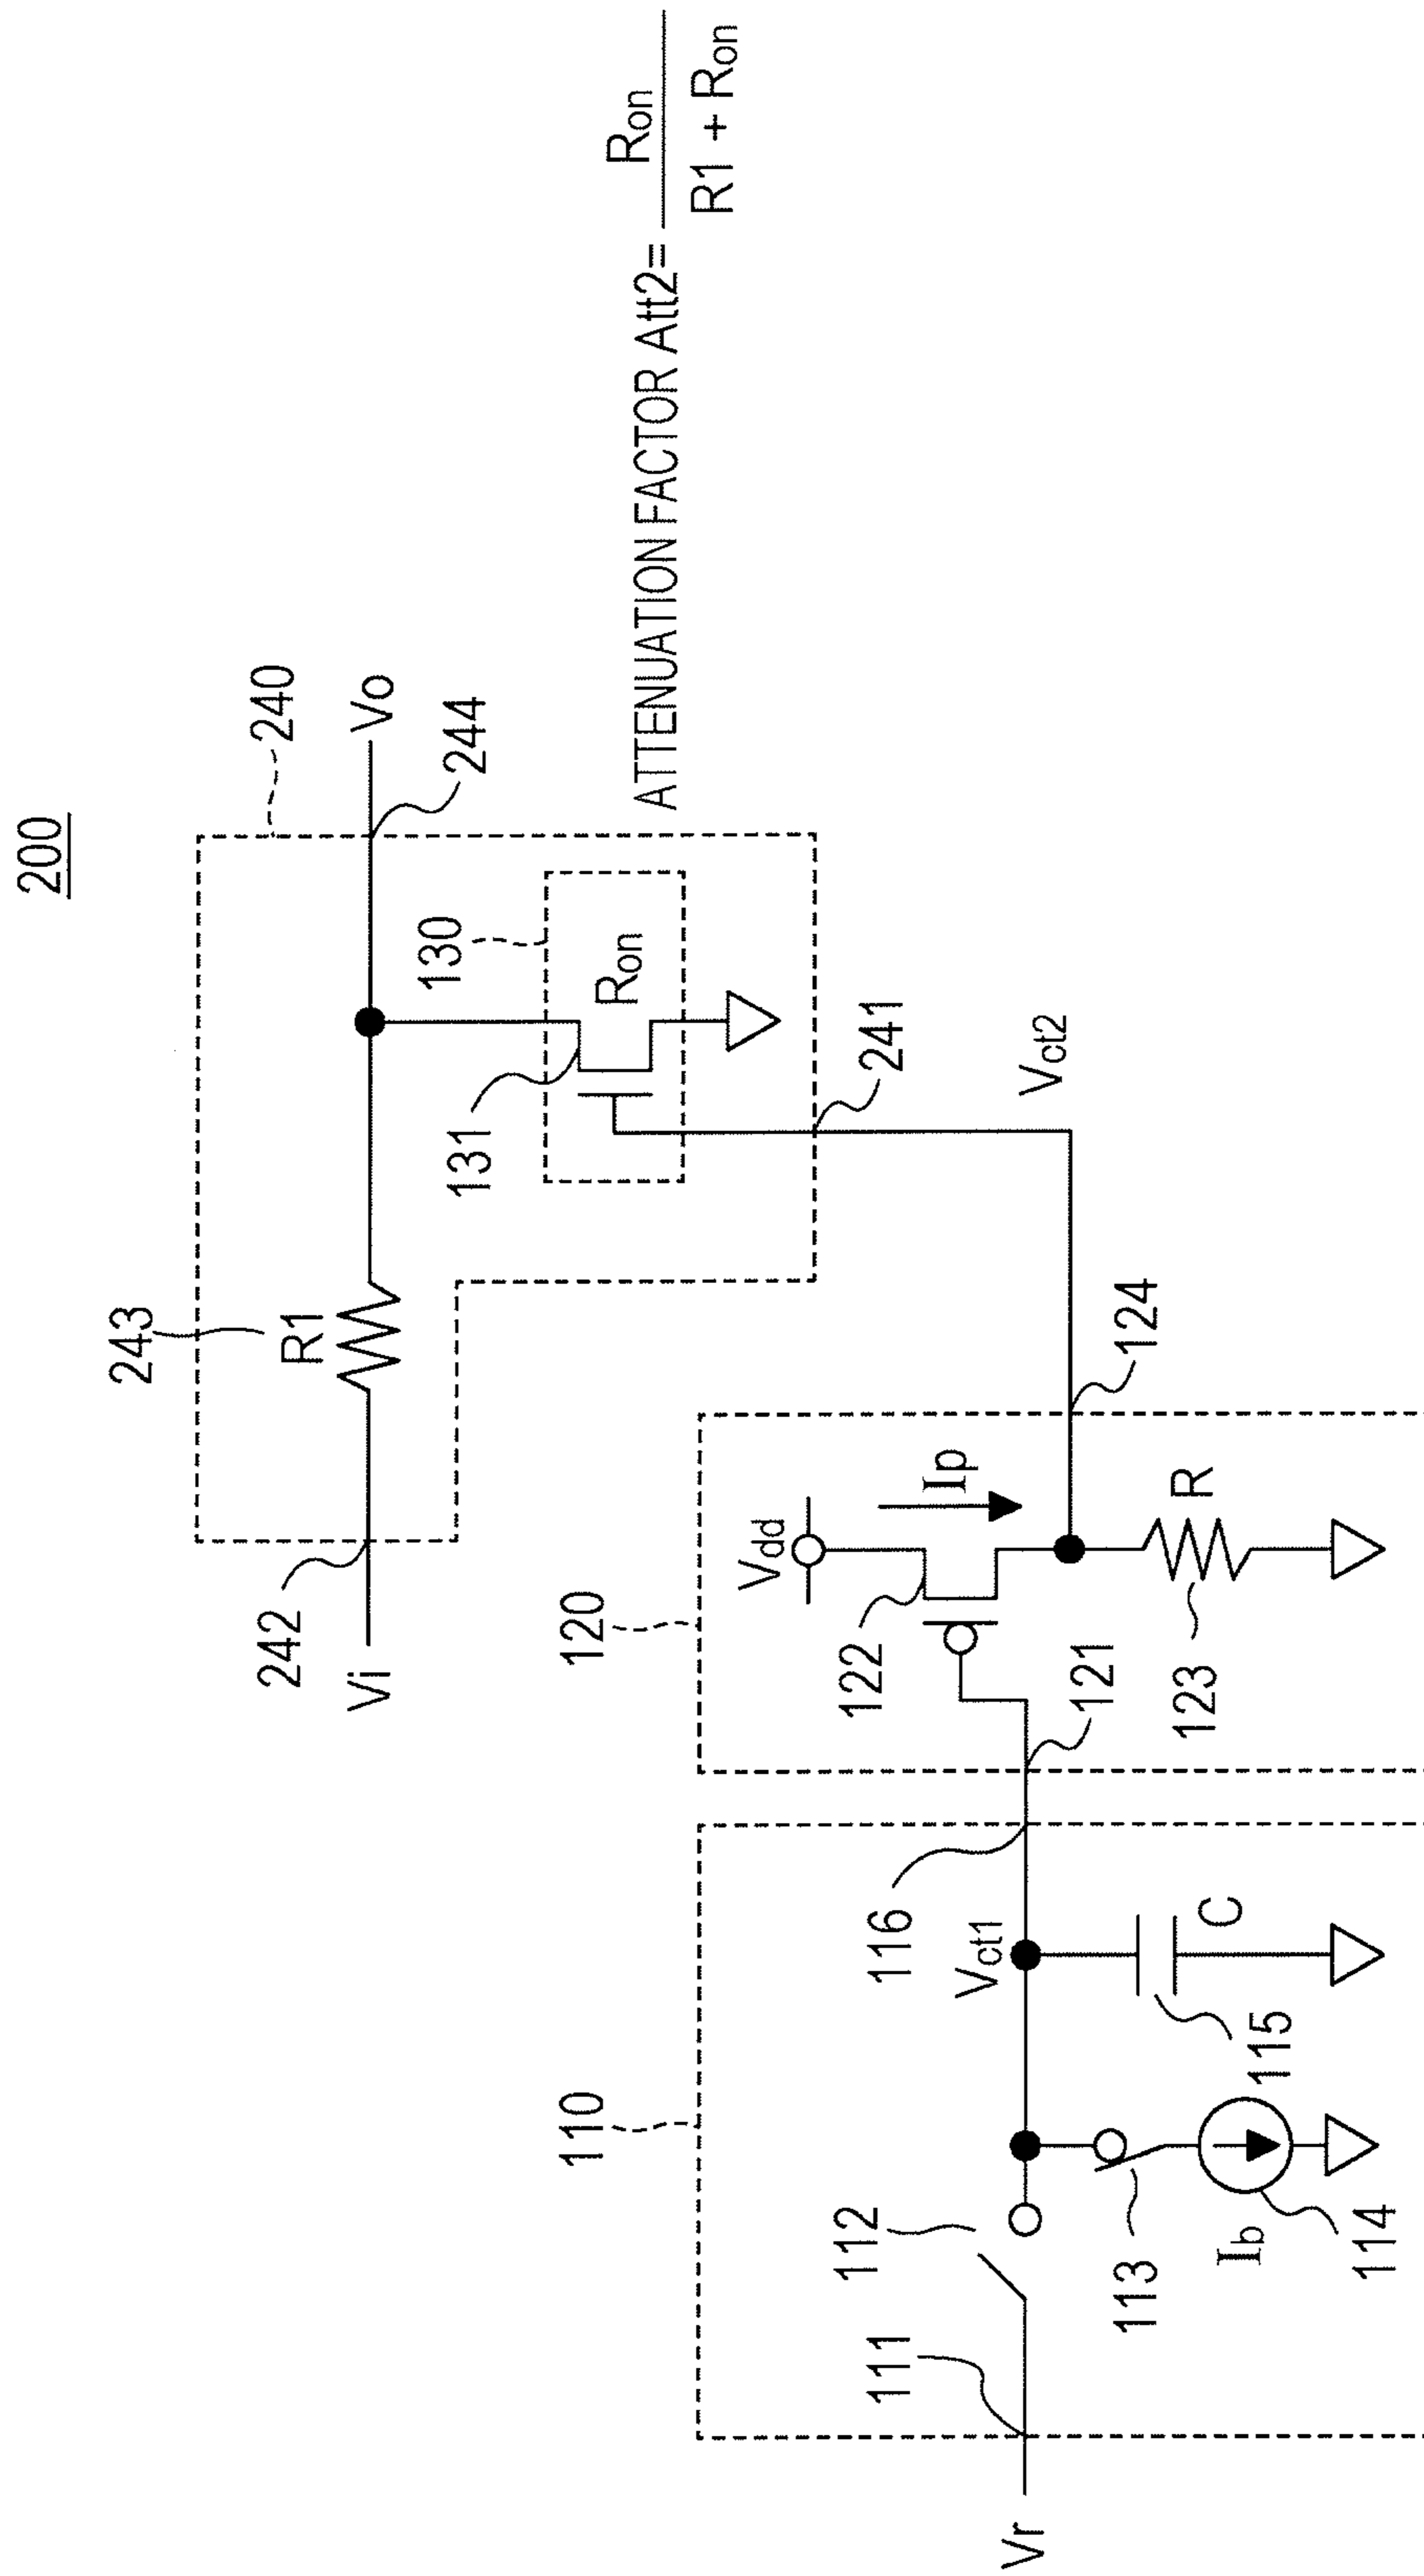 200
240
Vo
244
243
R1
242
Vi
130
Ron
131
241
Vct2
ATTENUATION FACTOR Att2= Ron
R1 + Ron
120
Vdd
Ip
122
124
R
121
123
110
116
Vct1
C
115
112
113
Ib
114
111
Vr